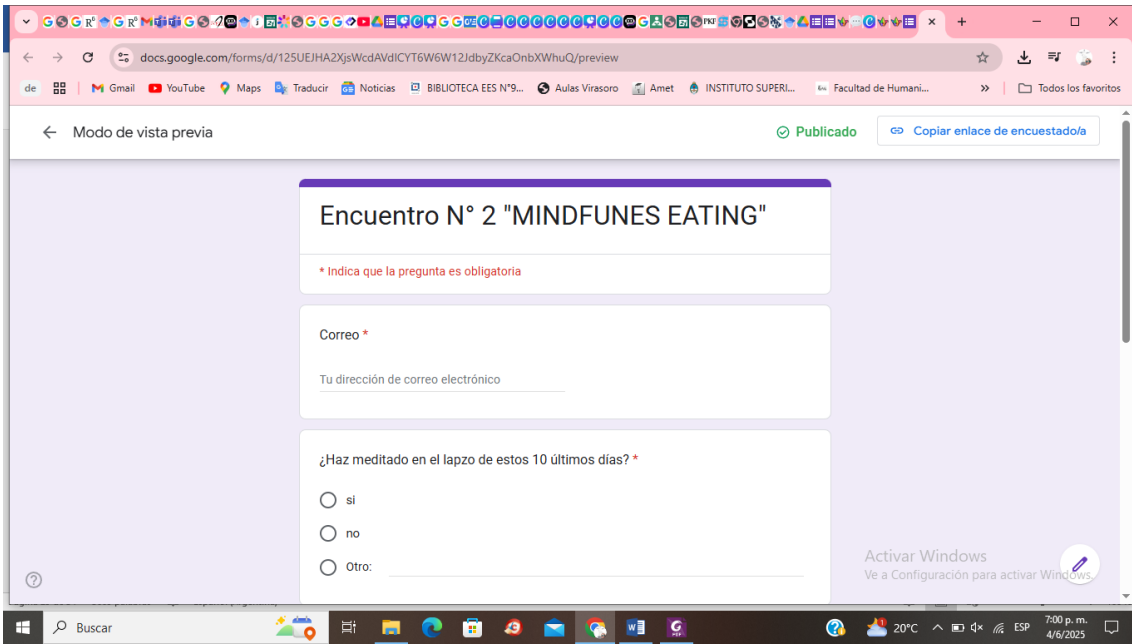 docs.google.com/forms/d/125UEJHA2XjsWcdAVdlCYT6W6W12JdbyZKcaOnbXWhuQ/preview
de
Gmail
YouTube
Maps
Traducir
Noticias
BIBLIOTECA EES N°9...
Aulas Virasoro
Amet
INSTITUTO SUPERI...
Facultad de Humani...
Todos los favoritos
Modo de vista previa
Publicado
Copiar enlace de encuestado/a
Encuentro N° 2 "MINDFUNES EATING"
* Indica que la pregunta es obligatoria
Correo *
Tu dirección de correo electrónico
¿Haz meditado en el lapzo de estos 10 últimos días? *
si
no
Otro:
Activar Windows
Ve a Configuración para activar Windows.
Buscar
20°C
ESP
7:00 p. m.
4/6/2025